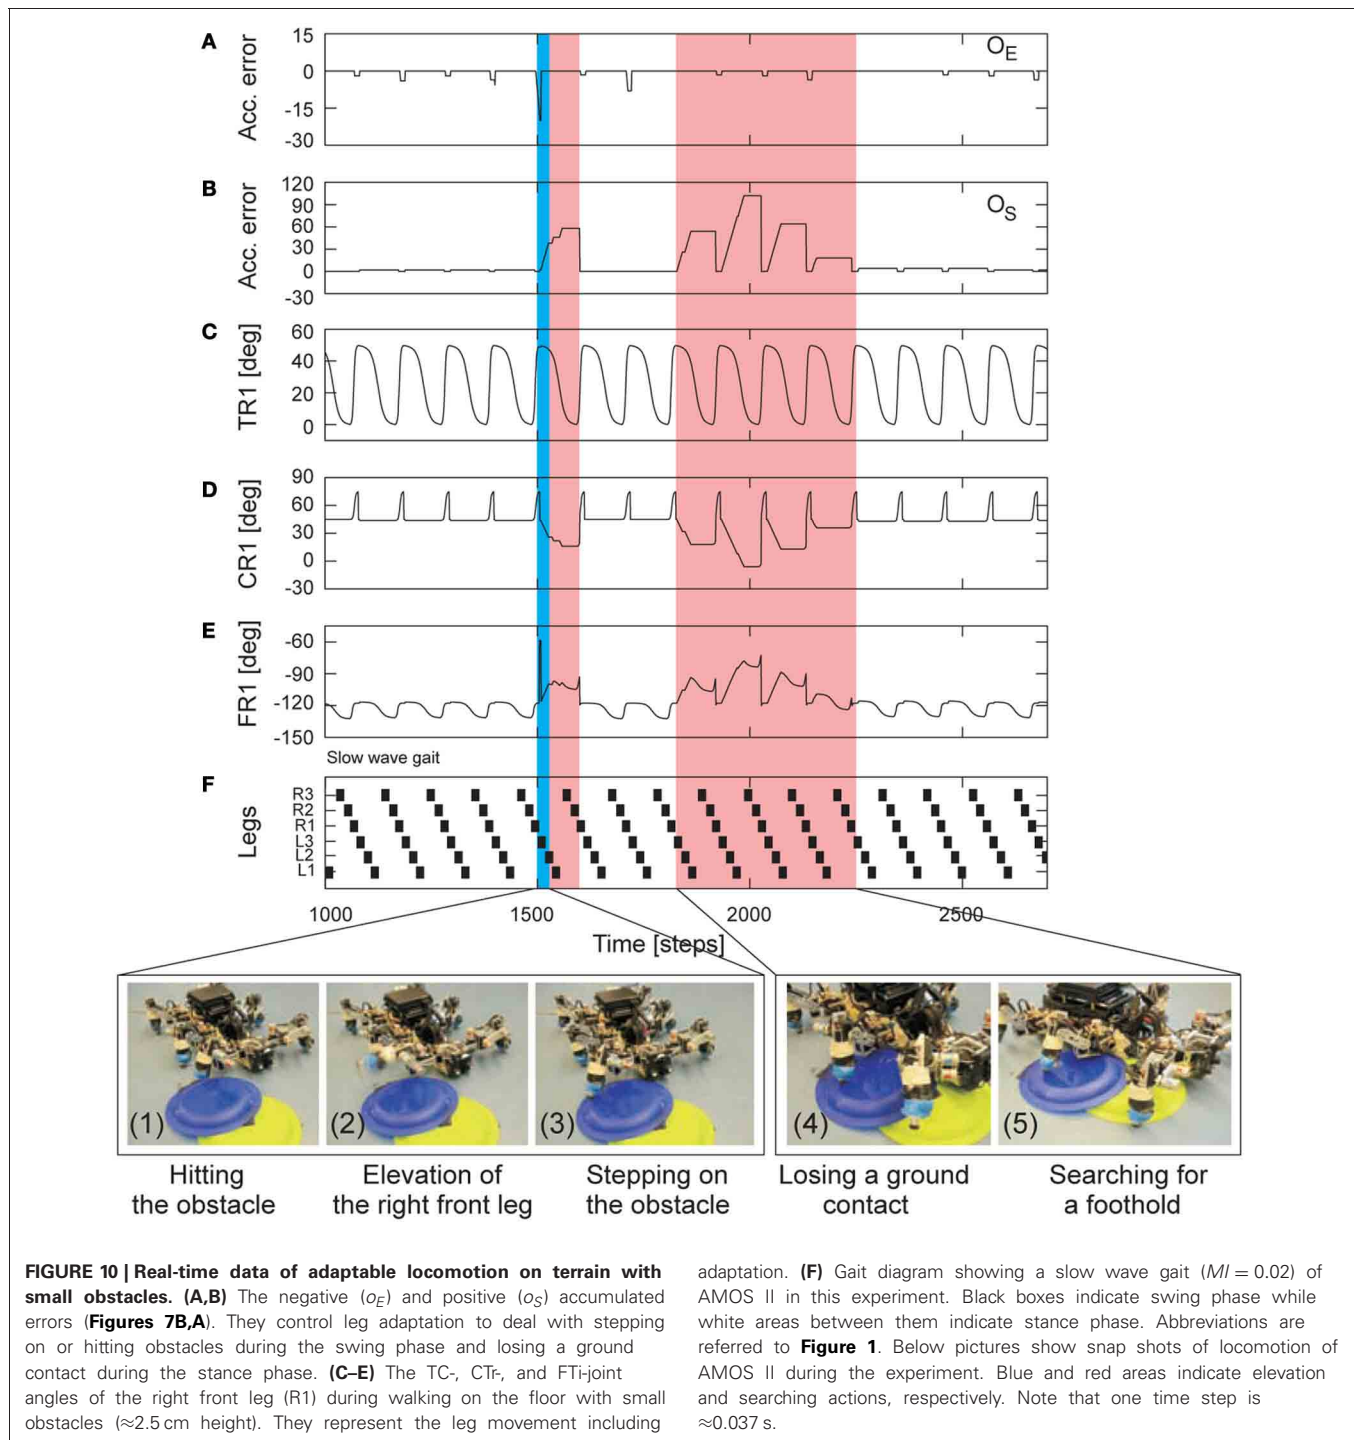 A
Acc. error
15
0
-15
-30
O_E
B
Acc. error
120
90
60
30
0
-30
O_S
C
TR1 [deg]
60
40
20
0
D
CR1 [deg]
90
60
30
0
-30
E
FR1 [deg]
-60
-90
-120
-150
Slow wave gait
F
Legs
R3
R2
R1
L3
L2
L1
1000 1500 2000 2500
Time [steps]
(1) (2) (3) (4) (5)
Hitting
the obstacle
Elevation of
the right front leg
Stepping on
the obstacle
Losing a ground
contact
Searching for
a foothold
FIGURE 10 | Real-time data of adaptable locomotion on terrain with
small obstacles. (A,B) The negative (o_E) and positive (o_S) accumulated
errors (Figures 7B,A). They control leg adaptation to deal with stepping
on or hitting obstacles during the swing phase and losing a ground
contact during the stance phase. (C–E) The TC-, CTr-, and FTi-joint
angles of the right front leg (R1) during walking on the floor with small
obstacles (≈2.5 cm height). They represent the leg movement including
adaptation. (F) Gait diagram showing a slow wave gait (MI = 0.02) of
AMOS II in this experiment. Black boxes indicate swing phase while
white areas between them indicate stance phase. Abbreviations are
referred to Figure 1. Below pictures show snap shots of locomotion of
AMOS II during the experiment. Blue and red areas indicate elevation
and searching actions, respectively. Note that one time step is
≈0.037 s.